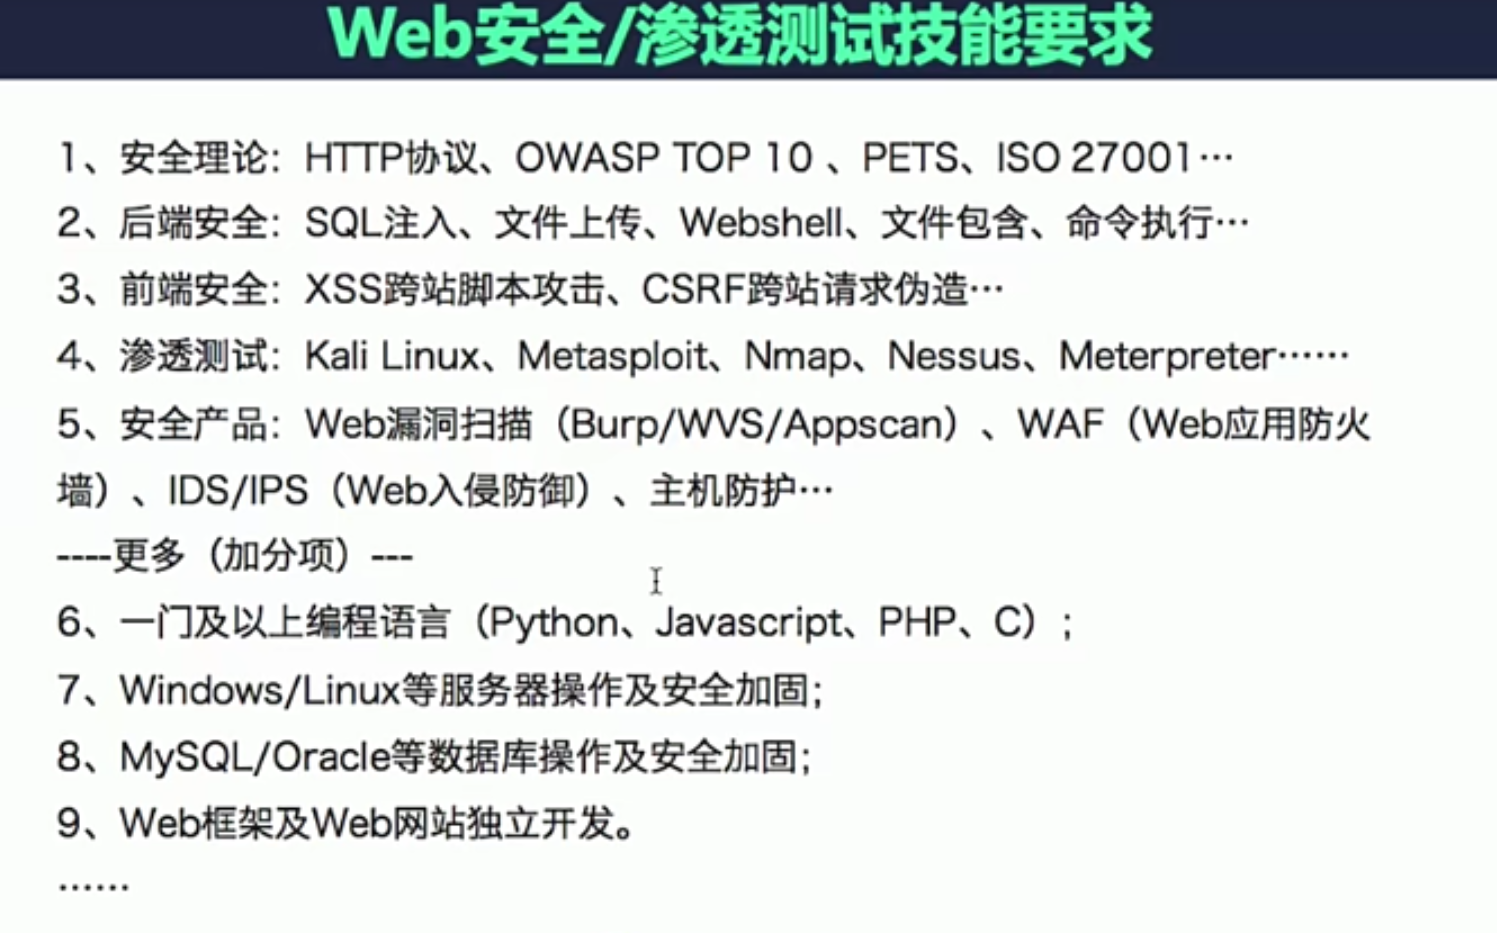 Web安全/渗透测试技能要求
1、安全理论：HTTP协议、OWASP TOP 10 、PETS、ISO 27001…
2、后端安全：SQL注入、文件上传、Webshell、文件包含、命令执行…
3、前端安全：XSS跨站脚本攻击、CSRF跨站请求伪造…
4、渗透测试：Kali Linux、Metasploit、Nmap、Nessus、Meterpreter……
5、安全产品：Web漏洞扫描（Burp/WVS/Appscan）、WAF（Web应用防火
墙）、IDS/IPS（Web入侵防御）、主机防护…
----更多（加分项）---
6、一门及以上编程语言（Python、Javascript、PHP、C）；
7、Windows/Linux等服务器操作及安全加固；
8、MySQL/Oracle等数据库操作及安全加固；
9、Web框架及Web网站独立开发。
……